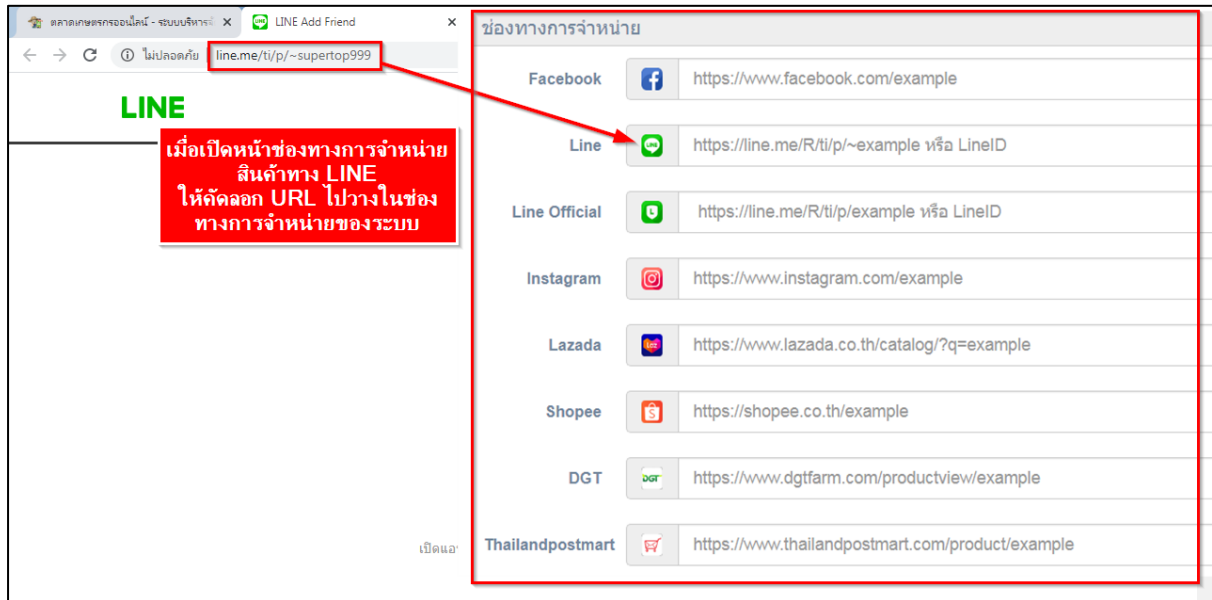 ตลาดเกษตรกรออนไลน์ - ระบบบริหารจ
LINE Add Friend
ไม่ปลอดภัย
line.me/ti/p/~supertop999
LINE
เมื่อเปิดหน้าช่องทางการจำหน่าย
สินค้าทาง LINE
ให้คัดลอก URL ไปวางในช่อง
ทางการจำหน่ายของระบบ
เปิดแอ
ช่องทางการจำหน่าย
Facebook https://www.facebook.com/example
Line https://line.me/R/ti/p/~example หรือ LineID
Line Official https://line.me/R/ti/p/example หรือ LineID
Instagram https://www.instagram.com/example
Lazada https://www.lazada.co.th/catalog/?q=example
Shopee https://shopee.co.th/example
DGT DGT https://www.dgtfarm.com/productview/example
Thailandpostmart https://www.thailandpostmart.com/product/example